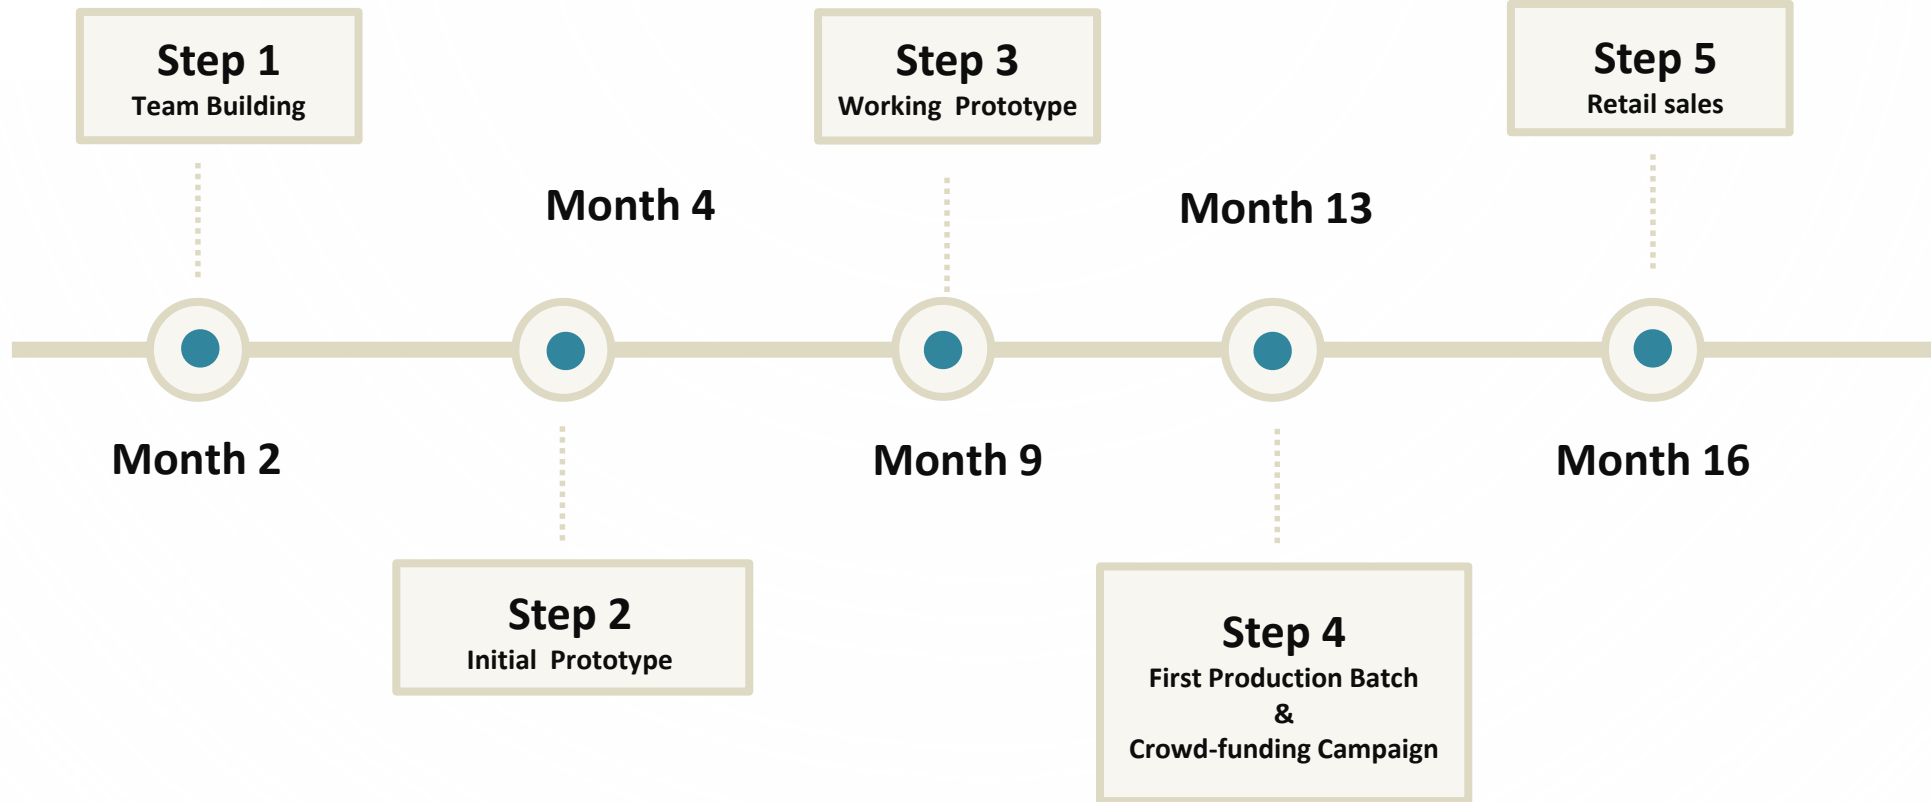 Step 1
Team Building
Step 3
Working  Prototype
Step 5
Retail sales
Month 4
Month 13
Month 2
Month 9
Month 16
Step 2
Initial  Prototype
Step 4
First Production Batch
&
Crowd-funding Campaign